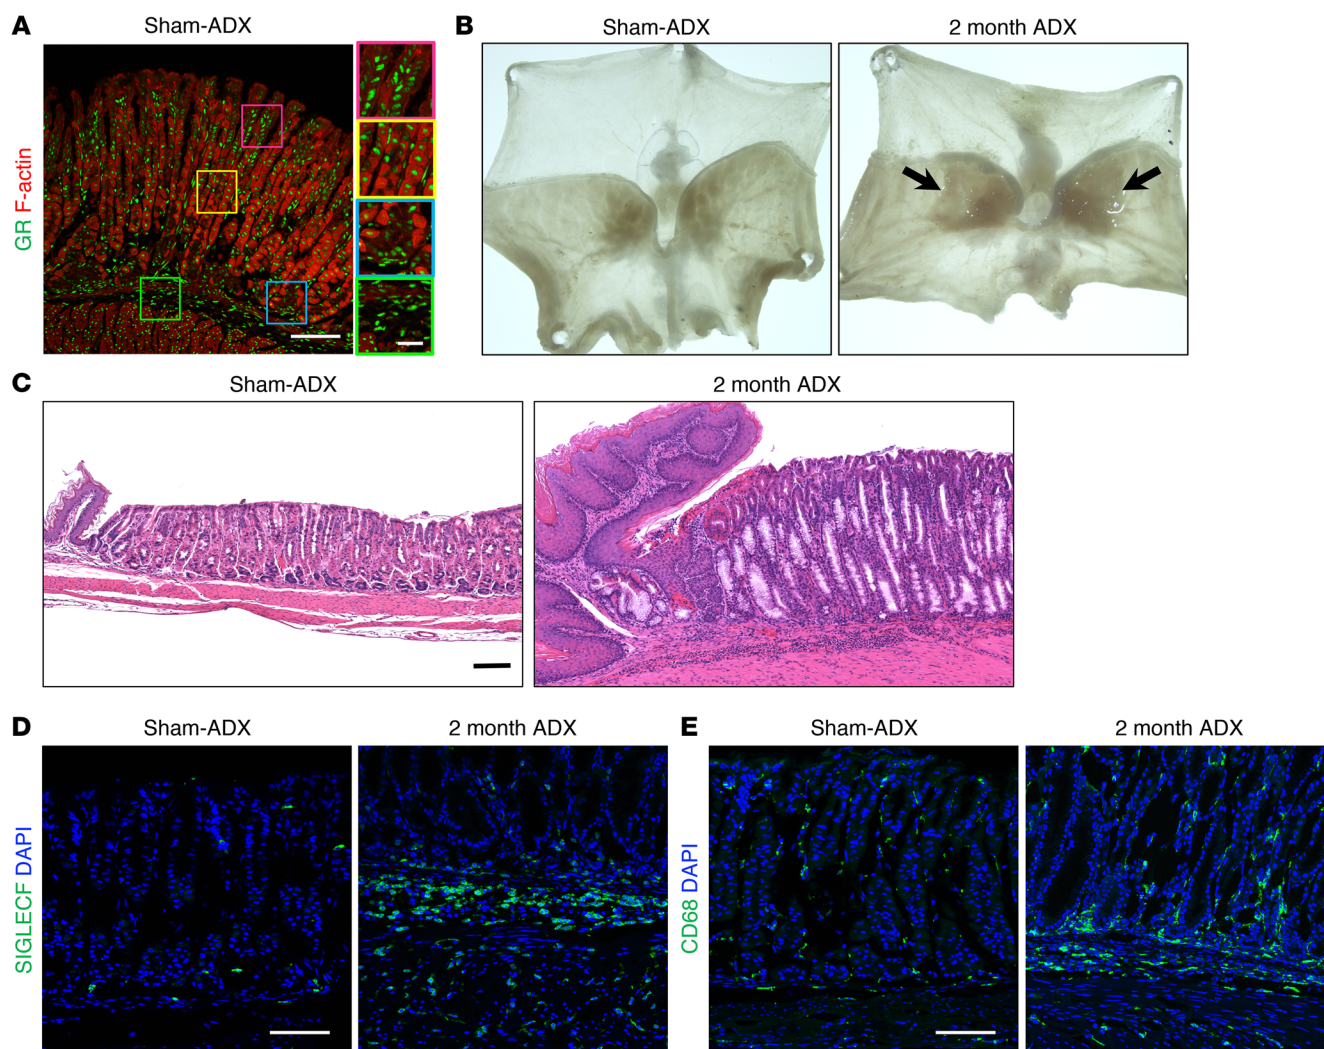 A
Sham-ADX
GR F-actin
B
Sham-ADX
2 month ADX
C
Sham-ADX
2 month ADX
D
Sham-ADX
2 month ADX
SIGLECF DAPI
E
Sham-ADX
2 month ADX
CD68 DAPI